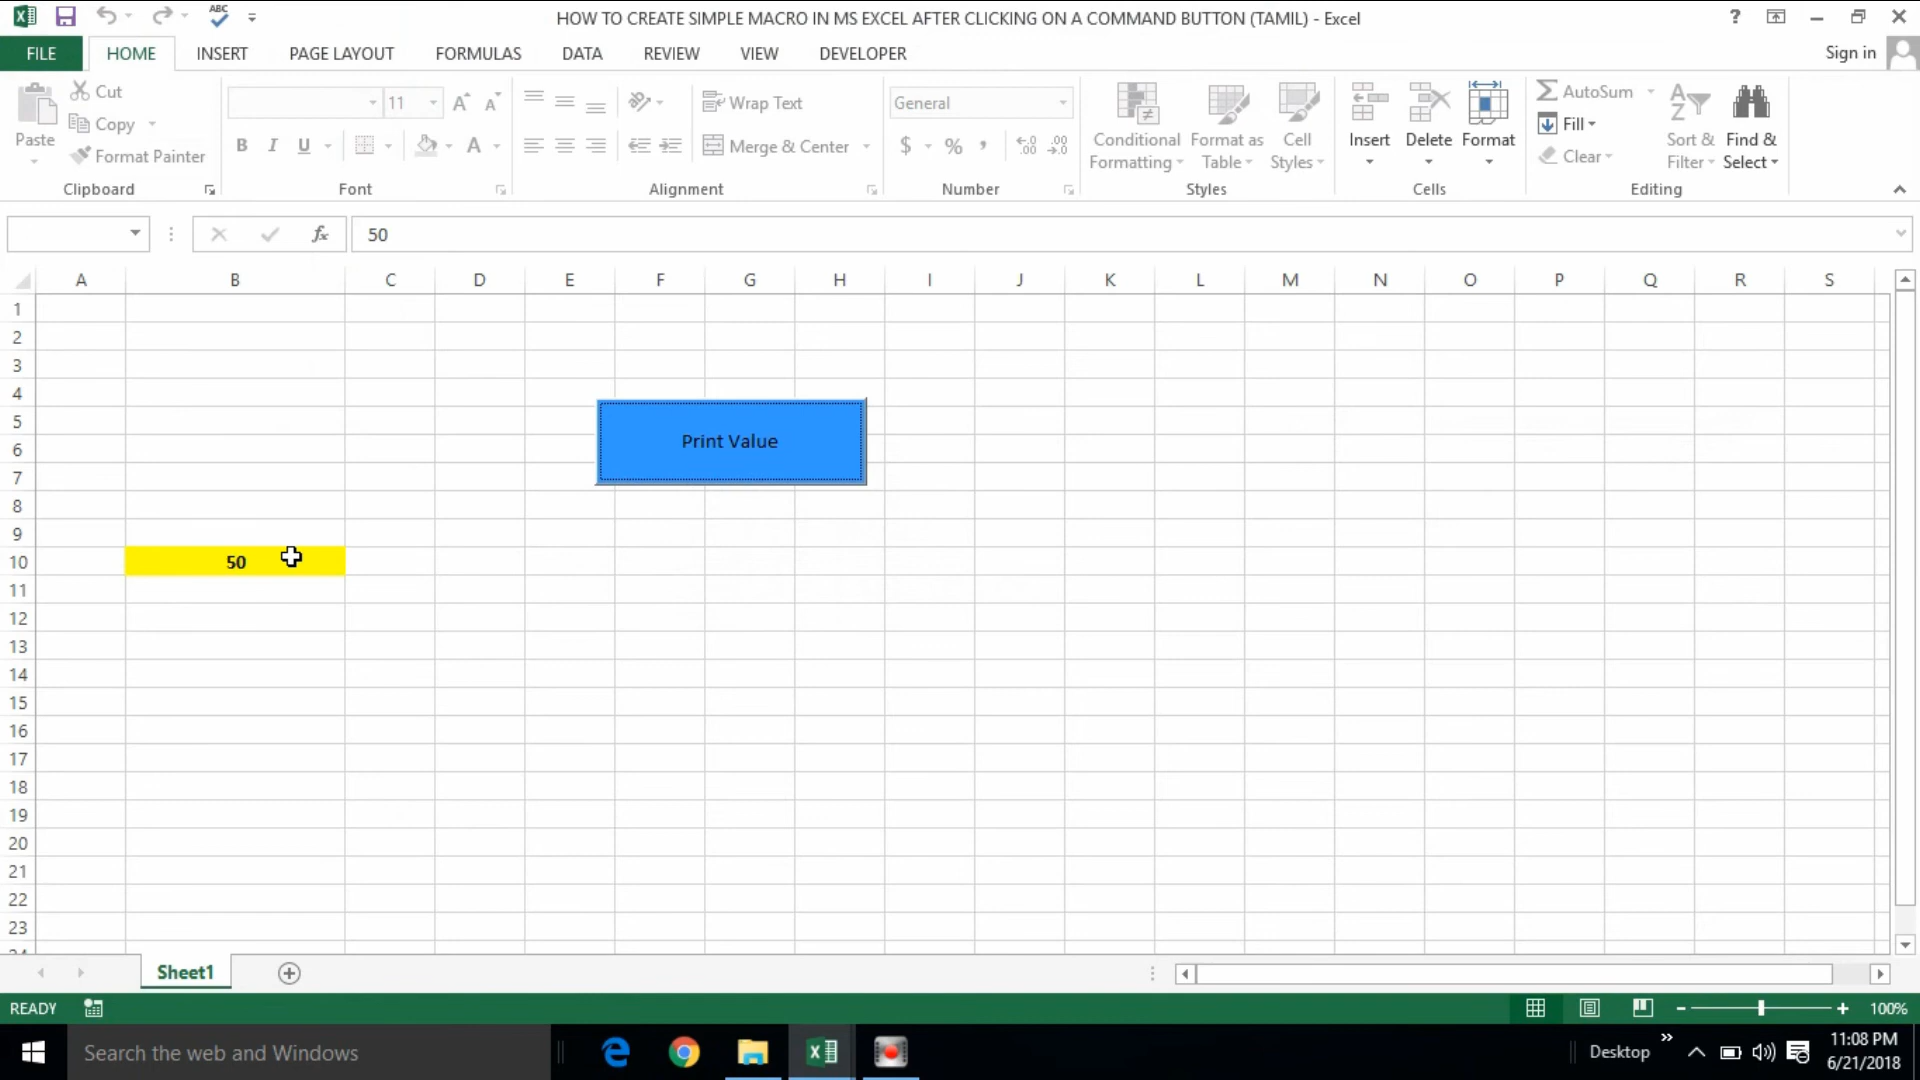 ABC
HOW TO CREATE SIMPLE MACRO IN MS EXCEL AFTER CLICKING ON A COMMAND BUTTON (TAMIL) - Excel
?
FILE HOME INSERT PAGE LAYOUT FORMULAS DATA REVIEW VIEW DEVELOPER Sign in
Paste
Cut
Copy
Format Painter
Clipboard
11
B I U
Font
Wrap Text
Merge & Center
Alignment
General
$ % ,
Number
Conditional Formatting
Format as Table
Cell Styles
Styles
Insert
Delete
Format
Cells
AutoSum
Fill
Clear
Sort & Filter
Find & Select
Editing
fx 50
A B C D E F G H I J K L M N O P Q R S
1
2
3
4
5
Print Value
6
7
8
9
10 50
11
12
13
14
15
16
17
18
19
20
21
22
23
24
Sheet1
READY
100%
Search the web and Windows
Desktop
11:08 PM
6/21/2018